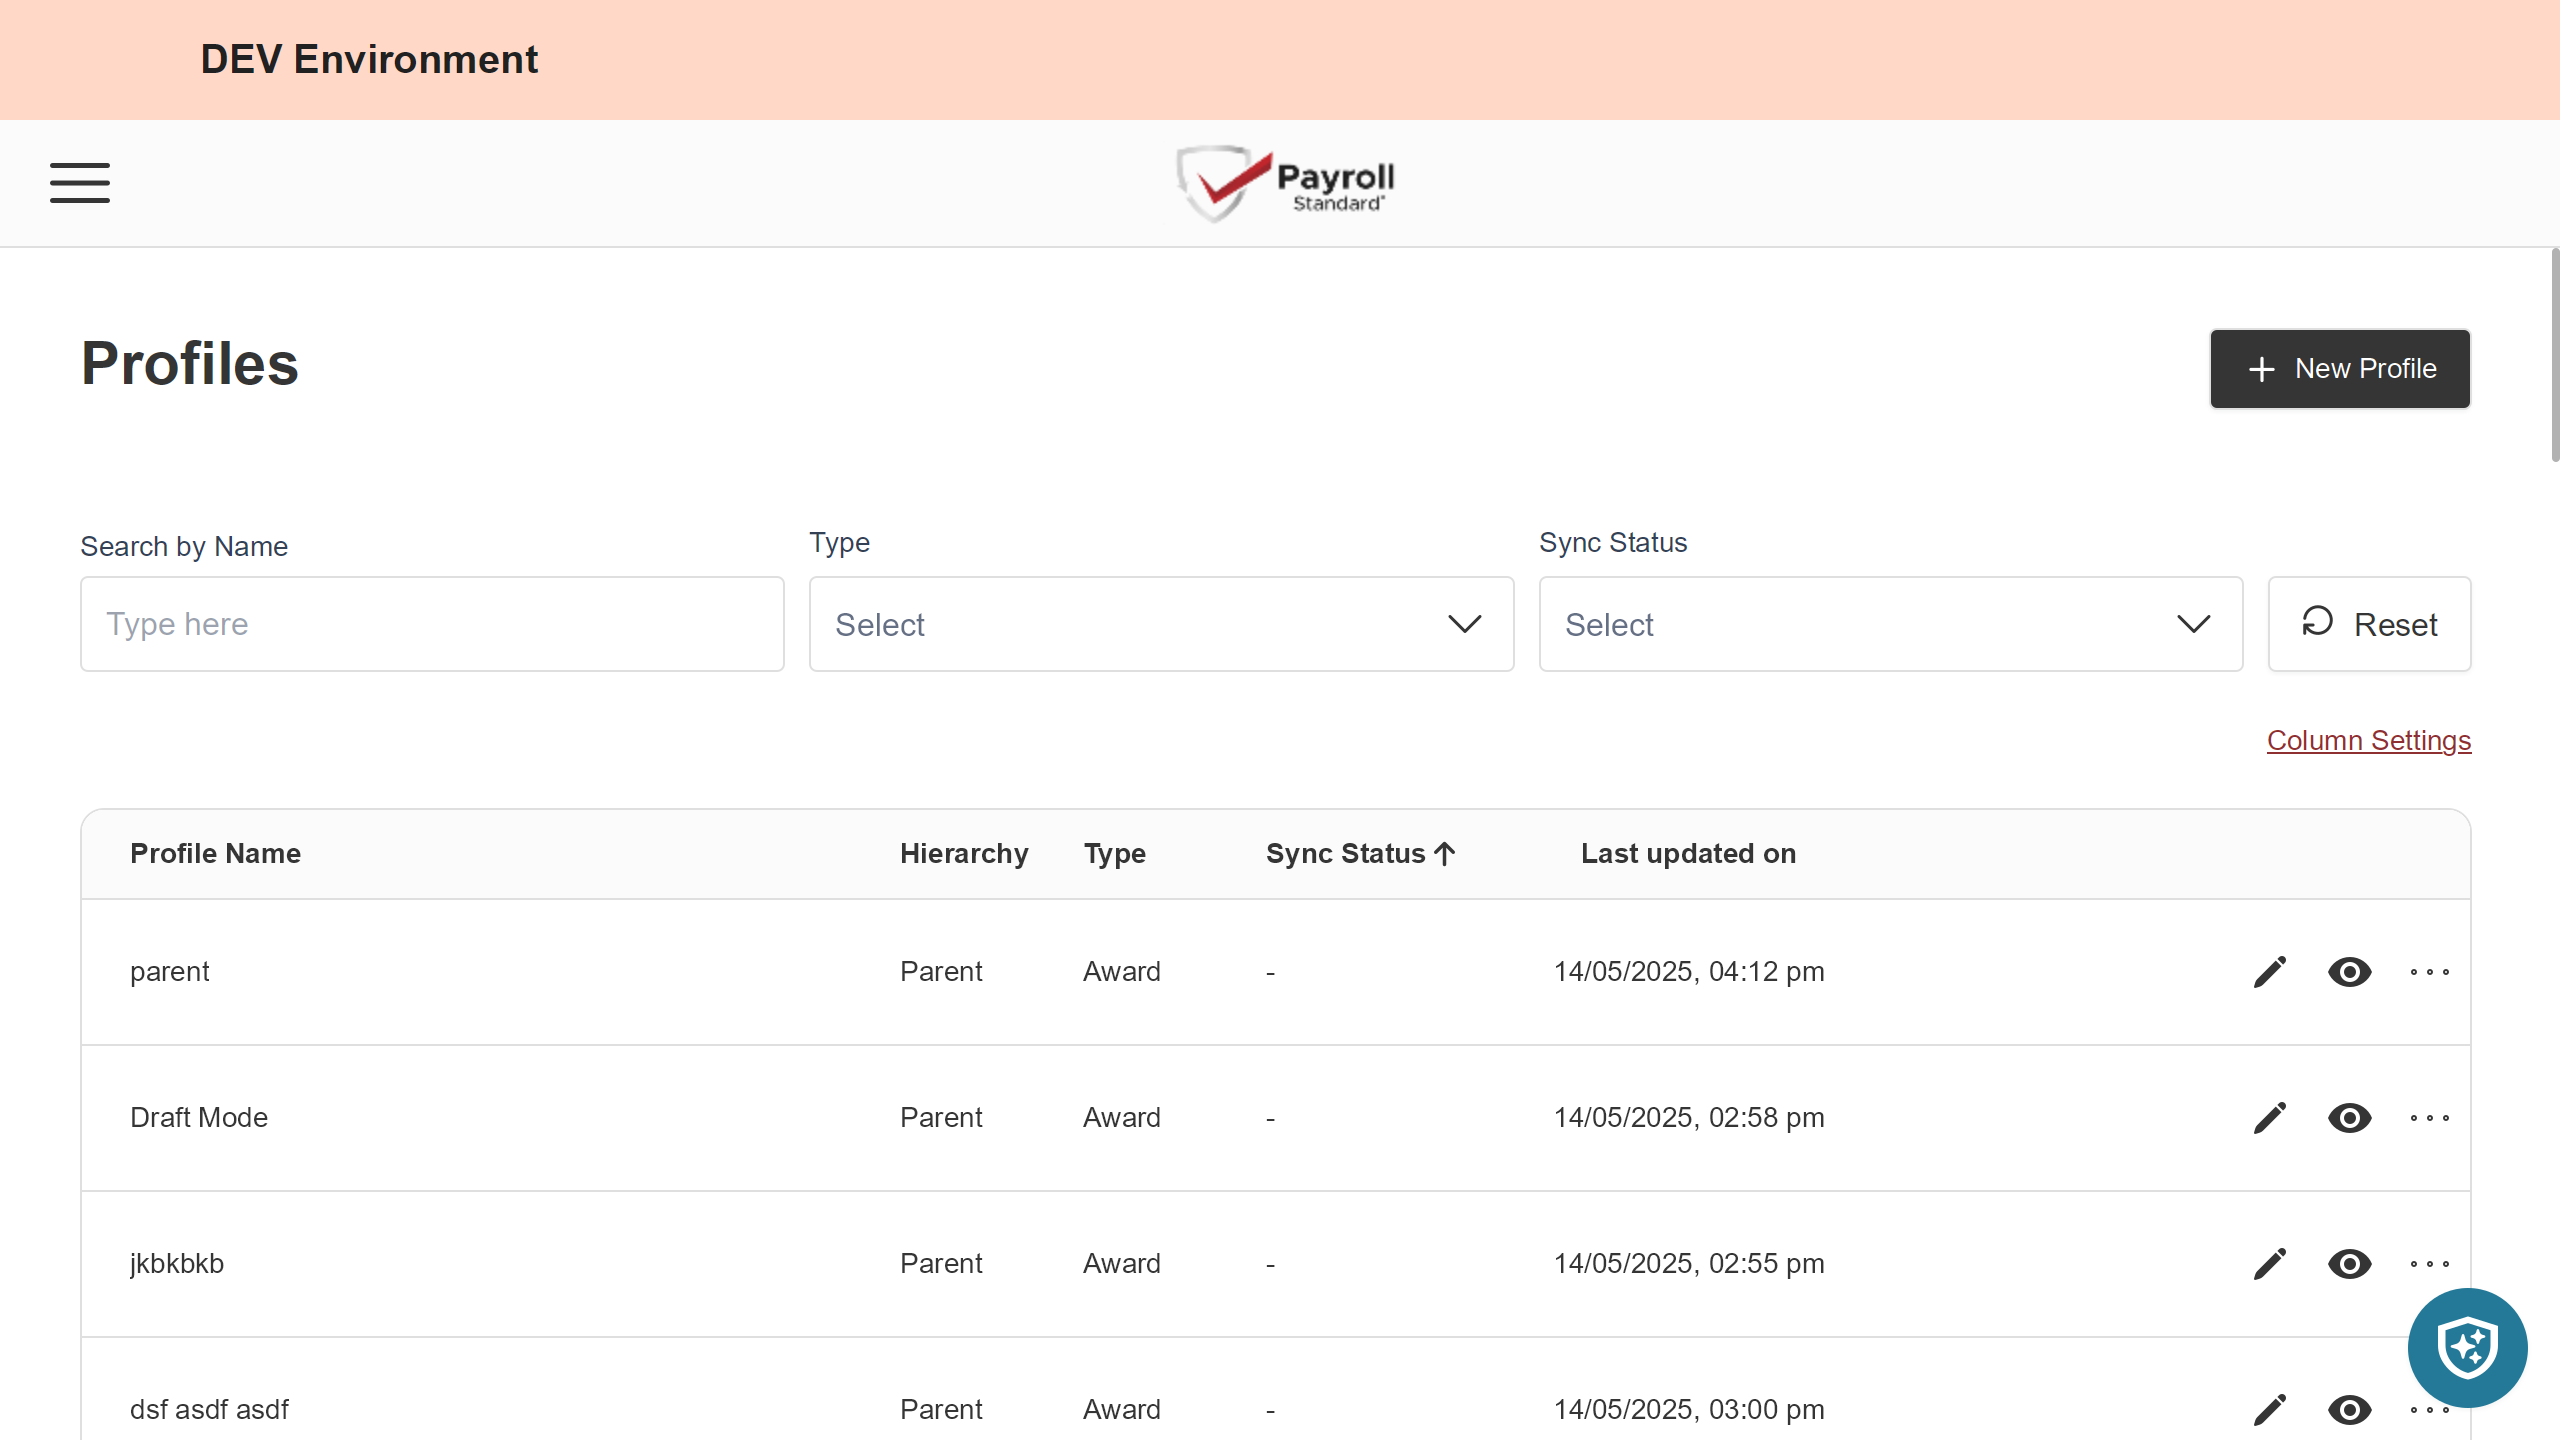 DEV Environment
Payroll
Standard
Profiles
New Profile
Search by Name
Type
Sync Status
Type here
Select
Select
Reset
Column Settings
Profile Name Hierarchy Type Sync Status Last updated on
parent Parent Award - 14/05/2025, 04:12 pm
Draft Mode Parent Award - 14/05/2025, 02:58 pm
jkbkbkb Parent Award - 14/05/2025, 02:55 pm
dsf asdf asdf Parent Award - 14/05/2025, 03:00 pm